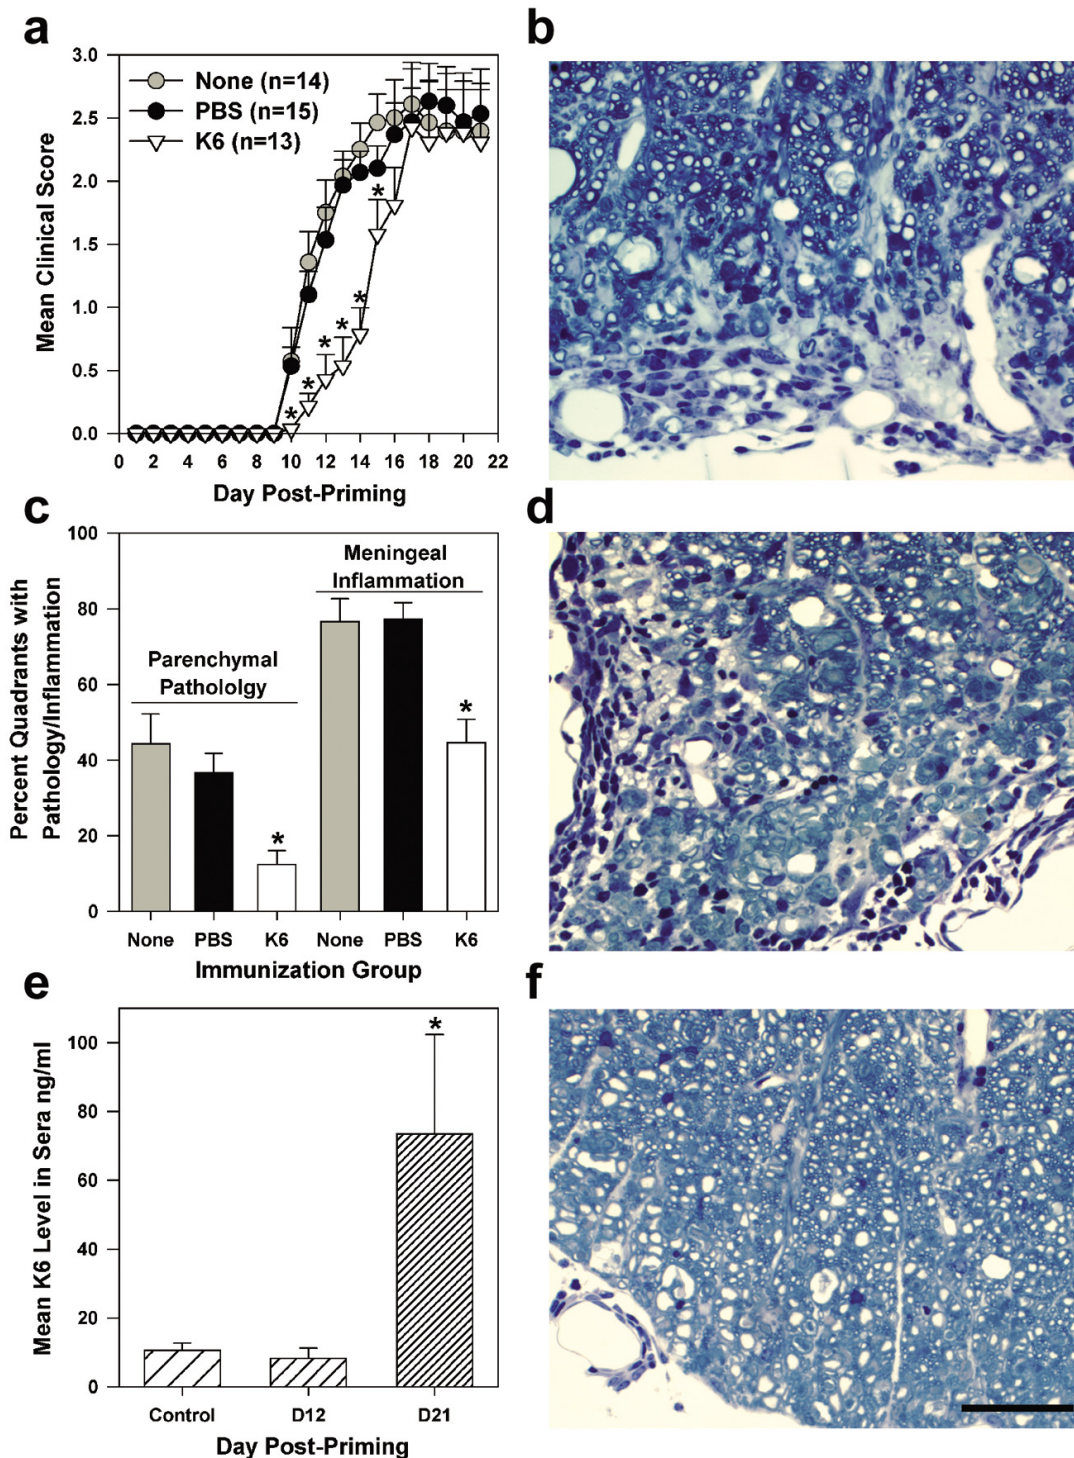 a
3.0
2.5
2.0
1.5
1.0
0.5
0.0
Mean Clinical Score
None (n=14)
PBS (n=15)
K6 (n=13)
*
*
*
*
*
*
0 2 4 6 8 10 12 14 16 18 20 22
Day Post-Priming
b
c
100
80
60
40
20
0
Percent Quadrants with
Pathology/Inflammation
Meningeal
Inflammation
Parenchymal
Pathololgy
*
*
None PBS K6 None PBS K6
Immunization Group
d
e
100
80
60
40
20
0
Mean K6 Level in Sera ng/ml
*
Control D12 D21
Day Post-Priming
f